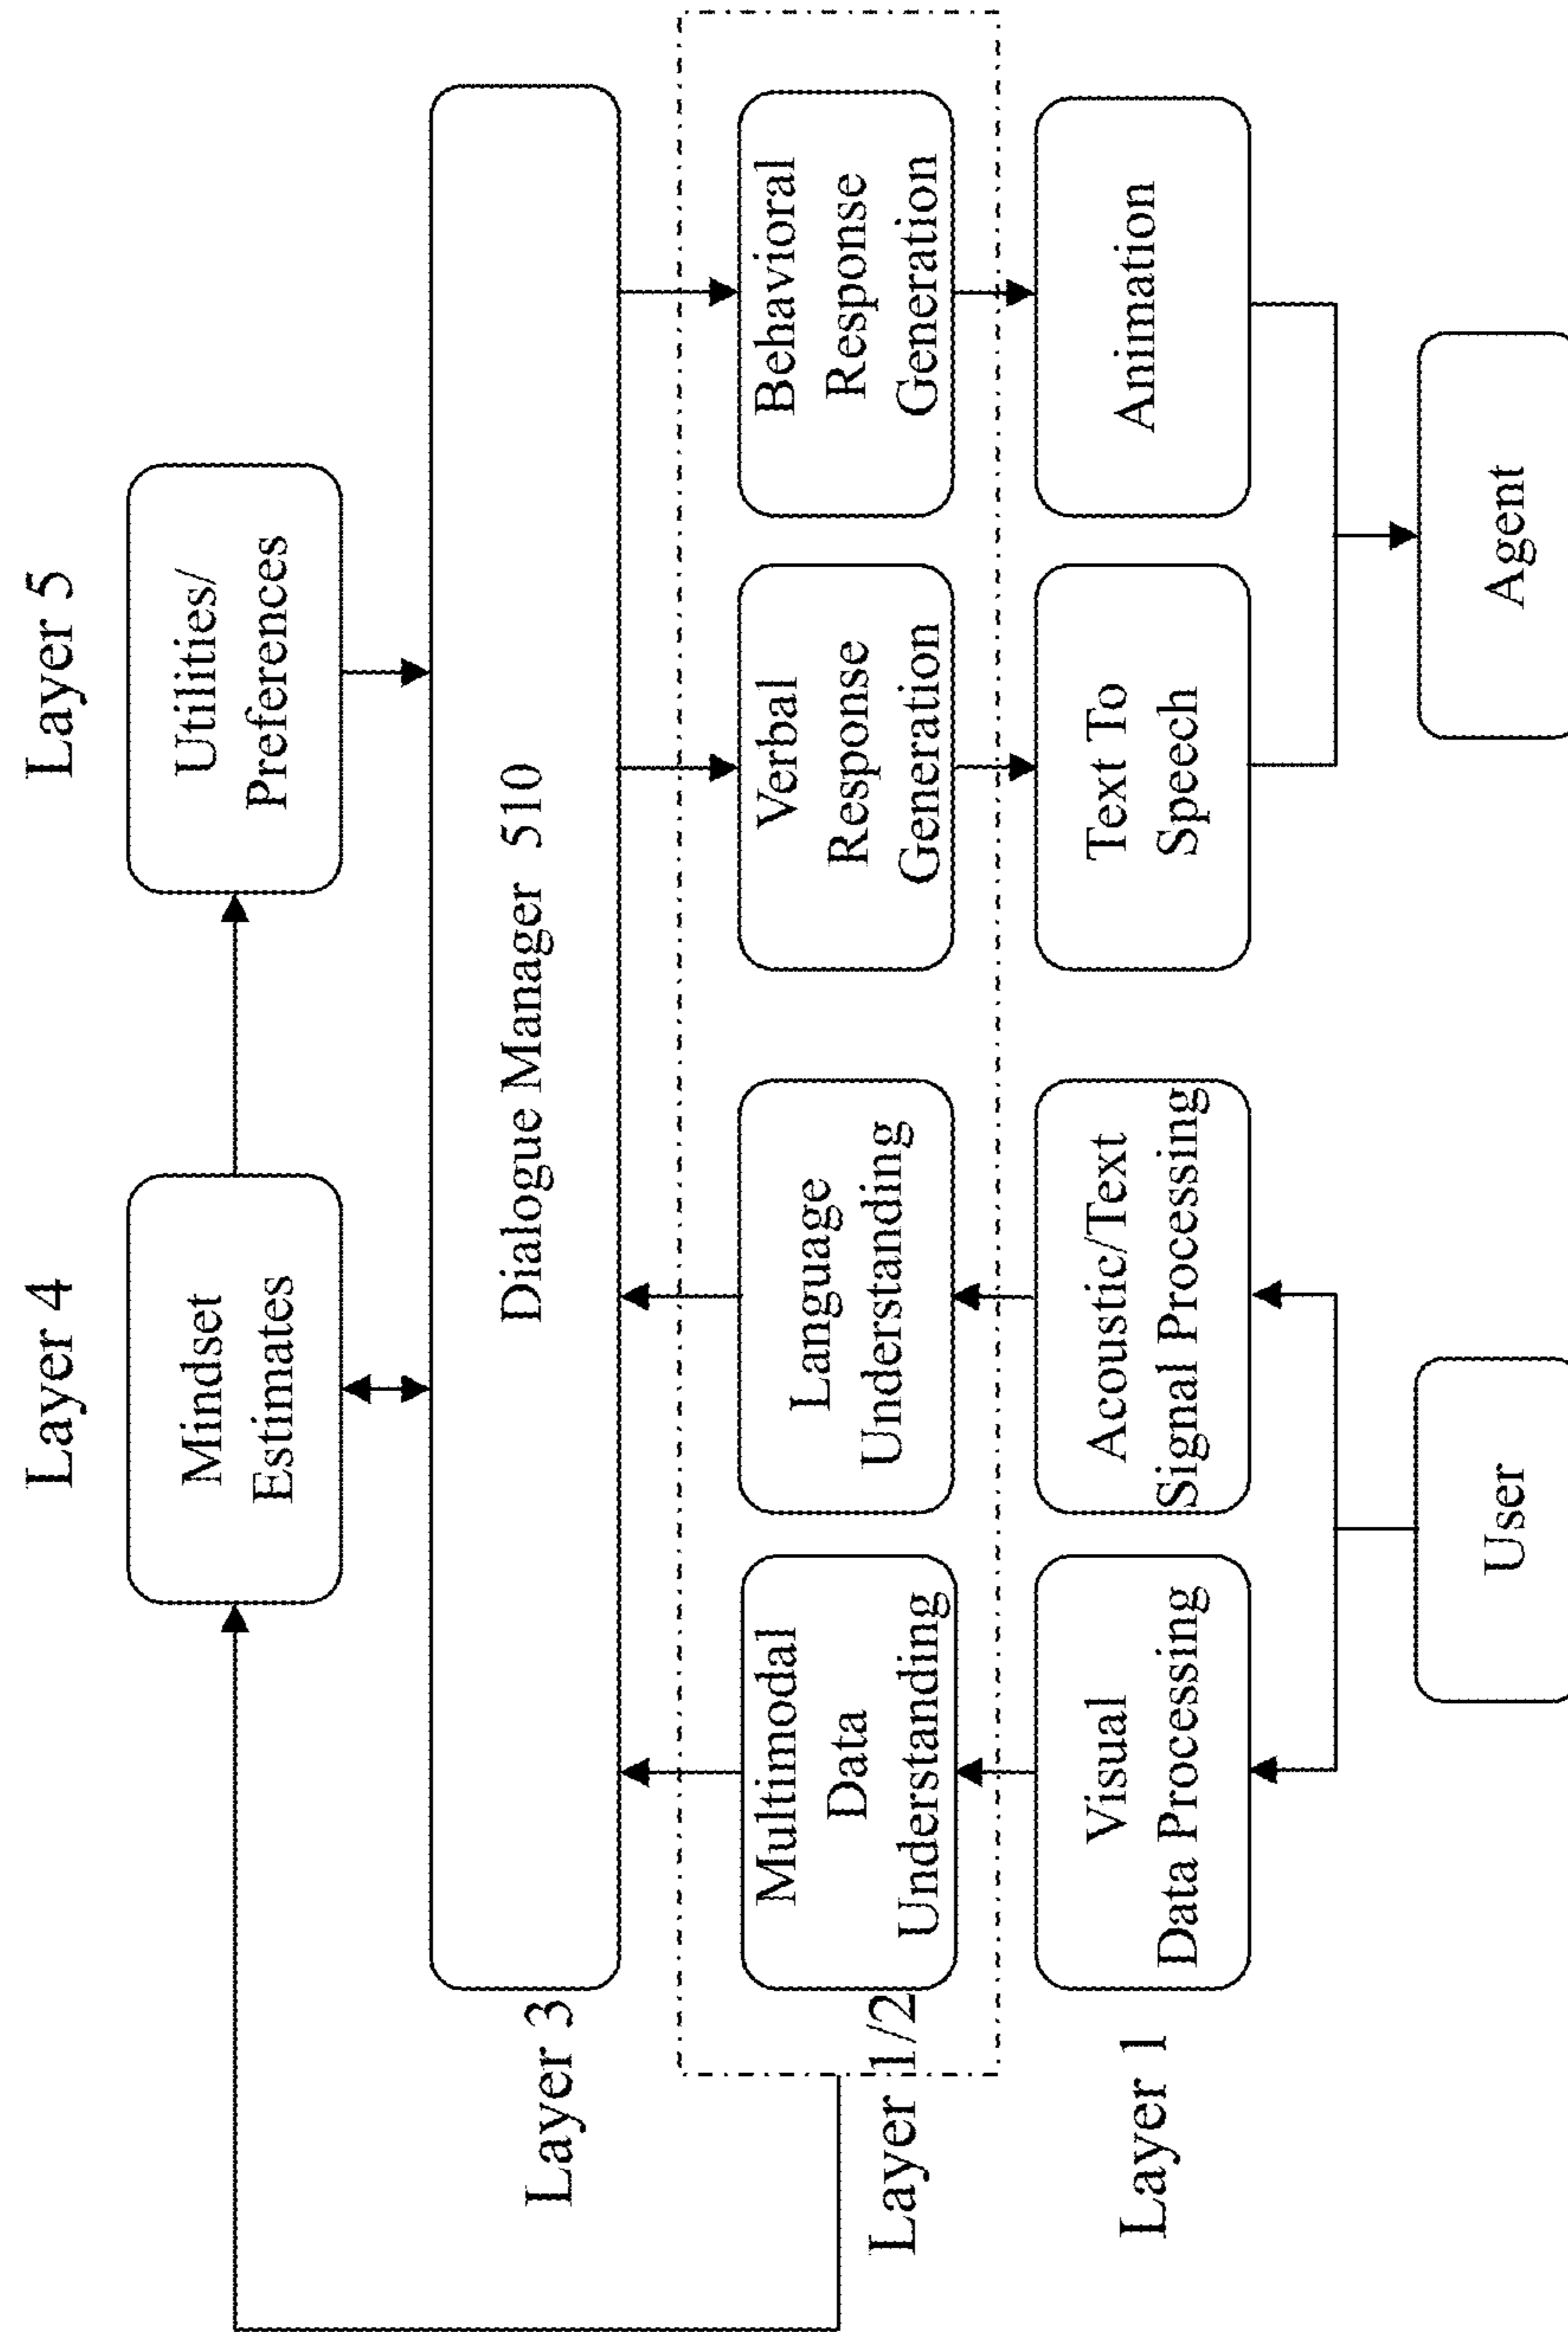 Layer 4
Layer 5
Mindset
Estimates
Utilities/
Preferences
Layer 3
Dialogue Manager 510
Layer 1/2
Multimodal
Data
Understanding
Language
Understanding
Verbal
Response
Generation
Behavioral
Response
Generation
Layer 1
Visual
Data Processing
Acoustic/Text
Signal Processing
Text To
Speech
Animation
User
Agent